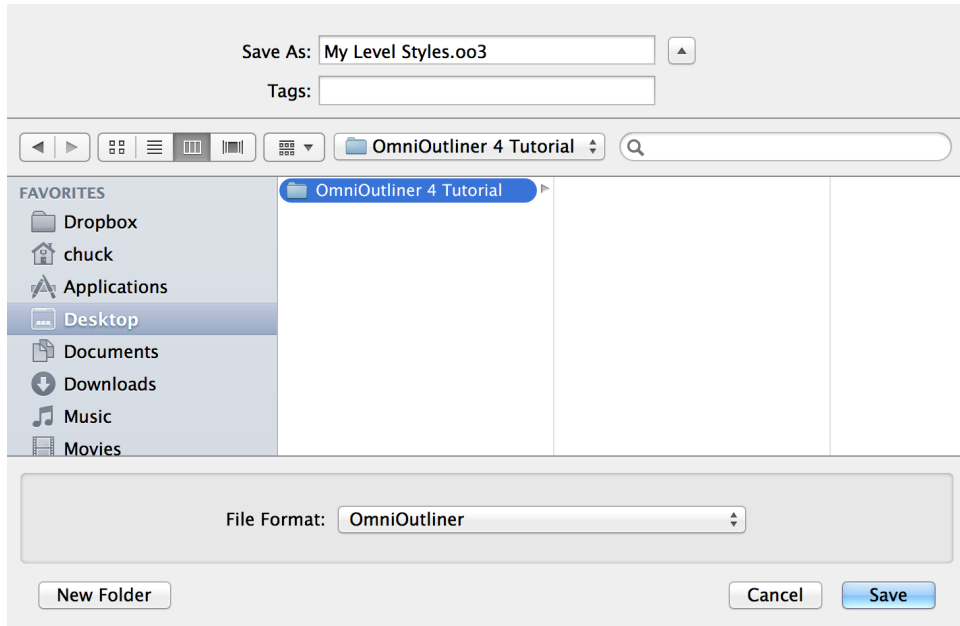 Save As: My Level Styles.oo3
Tags:
OmniOutliner 4 Tutorial
FAVORITES
OmniOutliner 4 Tutorial
Dropbox
chuck
Applications
Desktop
Documents
Downloads
Music
Movies
File Format: OmniOutliner
New Folder Cancel Save